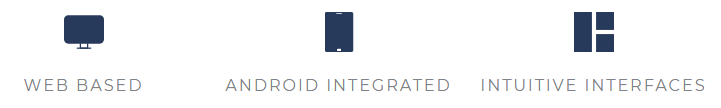 WEB BASED
ANDROID INTEGRATED
INTUITIVE INTERFACES